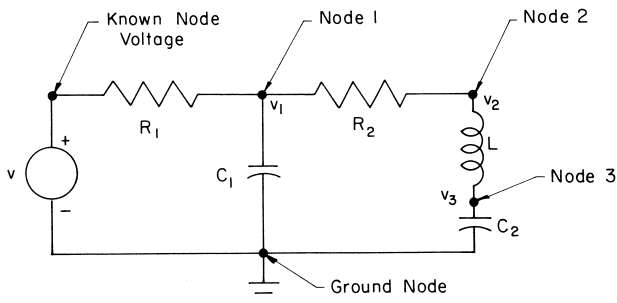 Known Node
Voltage
Node 1
Node 2
v₁
v₂
R₁
R₂
+
v
−
C₁
L
Node 3
v₃
C₂
Ground Node